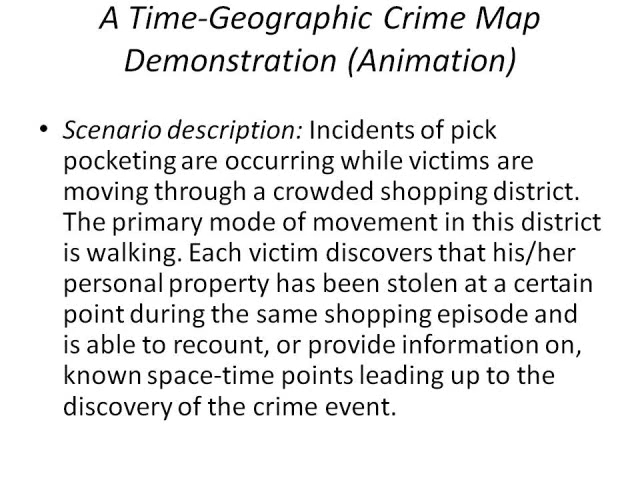 A Time-Geographic Crime Map
Demonstration (Animation)
• Scenario description: Incidents of pick
pocketing are occurring while victims are
moving through a crowded shopping district.
The primary mode of movement in this district
is walking. Each victim discovers that his/her
personal property has been stolen at a certain
point during the same shopping episode and
is able to recount, or provide information on,
known space-time points leading up to the
discovery of the crime event.